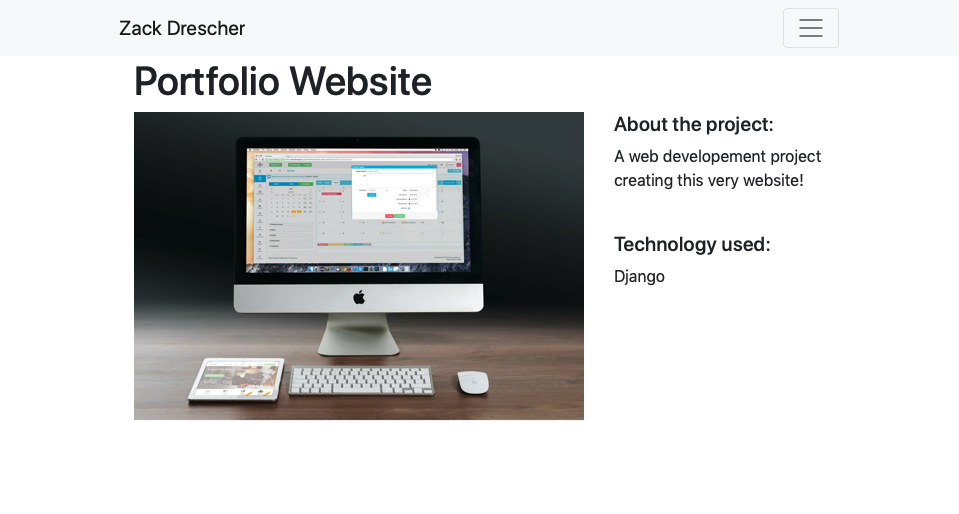 Zack Drescher
Portfolio Website
About the project:
A web developement project
creating this very website!
Technology used:
Django